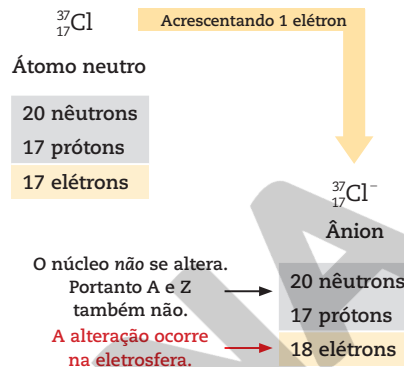 ³⁷₁₇Cl
Acrescentando 1 elétron
Átomo neutro
20 nêutrons
17 prótons
17 elétrons
³⁷₁₇Cl⁻
Ânion
O núcleo não se altera.
Portanto A e Z
também não.
20 nêutrons
17 prótons
A alteração ocorre
na eletrosfera.
18 elétrons